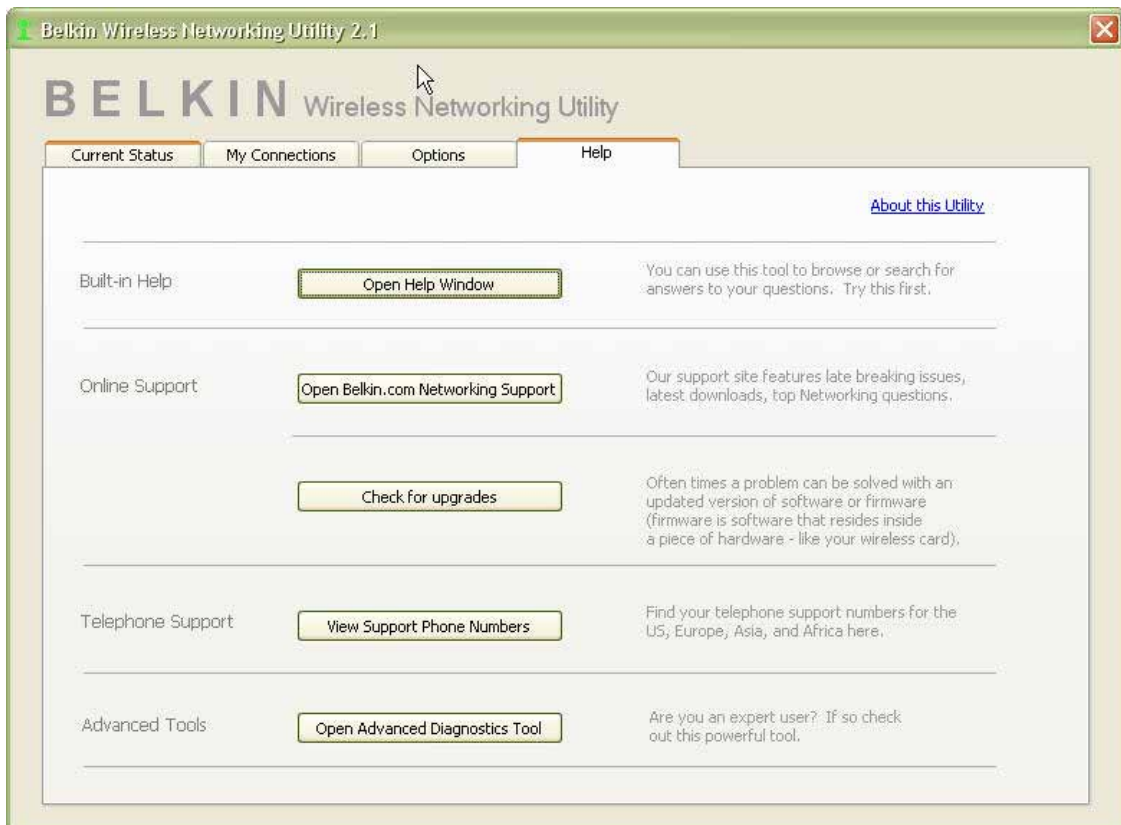 Belkin Wireless Networking Utility 2.1
BELKIN Wireless Networking Utility
Current Status
My Connections
Options
Help
About this Utility
Built-in Help
Open Help Window
You can use this tool to browse or search for
answers to your questions. Try this first.
Online Support
Open Belkin.com Networking Support
Our support site features late breaking issues,
latest downloads, top Networking questions.
Check for upgrades
Often times a problem can be solved with an
updated version of software or firmware
(firmware is software that resides inside
a piece of hardware - like your wireless card).
Telephone Support
View Support Phone Numbers
Find your telephone support numbers for the
US, Europe, Asia, and Africa here.
Advanced Tools
Open Advanced Diagnostics Tool
Are you an expert user? If so check
out this powerful tool.